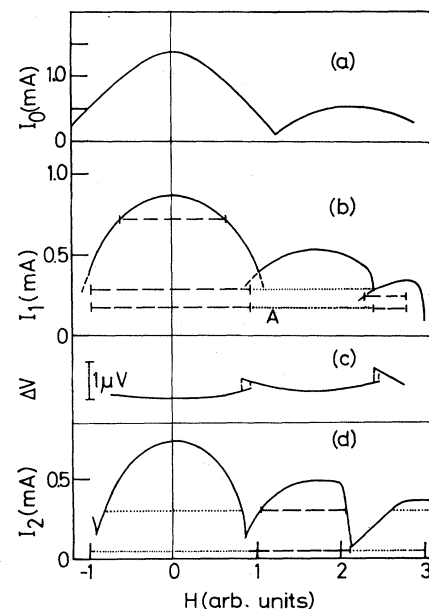 (a)
I₀(mA)
1.0
0
(b)
I₁(mA)
1.0
0.5
0
A
(c)
ΔV
1μV
(d)
I₂(mA)
0.5
0
-1 0 1 2 3
H(arb. units)